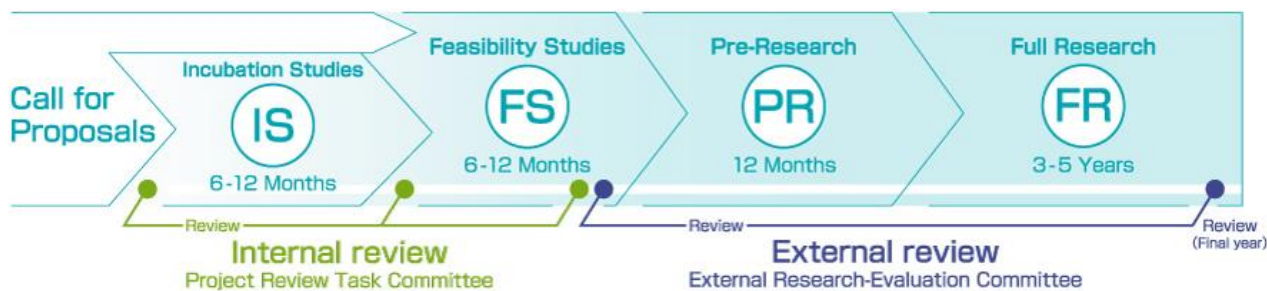 Call for
Proposals
Incubation Studies
IS
6-12 Months
Feasibility Studies
FS
6-12 Months
Pre-Research
PR
12 Months
Full Research
FR
3-5 Years
Review
Internal review
Project Review Task Committee
Review
External review
External Research-Evaluation Committee
Review
(Final year)